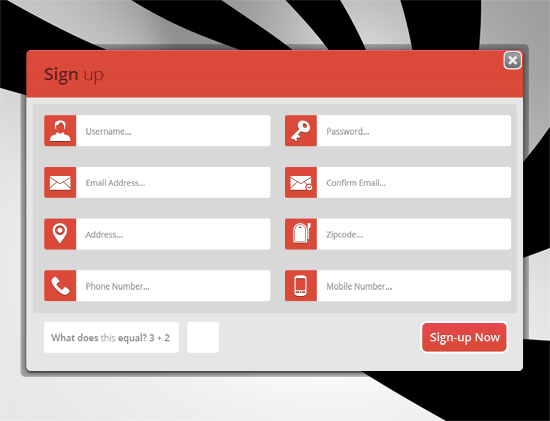 Sign up
Username...
Password...
Email Address...
Confirm Email...
Address...
Zipcode...
Phone Number...
Mobile Number...
What does this equal? 3 + 2
Sign-up Now